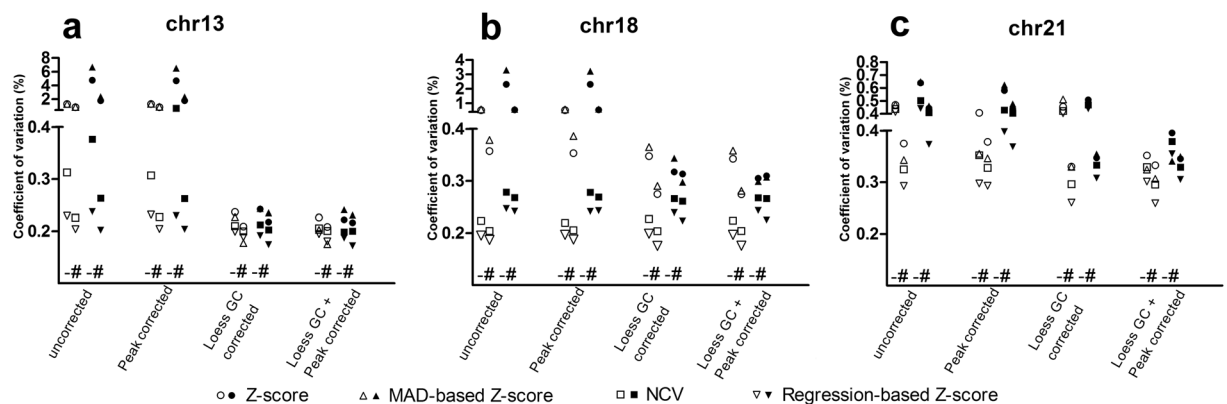 a
chr13
Coefficient of variation (%)
8
6
4
2
0.4
0.3
0.2
-# -#
-# -#
-# -#
-# -#
uncorrected
Peak corrected
Loess GC
corrected
Loess GC +
Peak corrected
b
chr18
Coefficient of variation (%)
4
3
2
1
0.4
0.3
0.2
-# -#
-# -#
-# -#
-# -#
uncorrected
Peak corrected
Loess GC
corrected
Loess GC +
Peak corrected
c
chr21
Coefficient of variation (%)
0.8
0.7
0.6
0.5
0.4
0.4
0.3
0.2
-# -#
-# -#
-# -#
-# -#
uncorrected
Peak corrected
Loess GC
corrected
Loess GC +
Peak corrected
Z-score
MAD-based Z-score
NCV
Regression-based Z-score